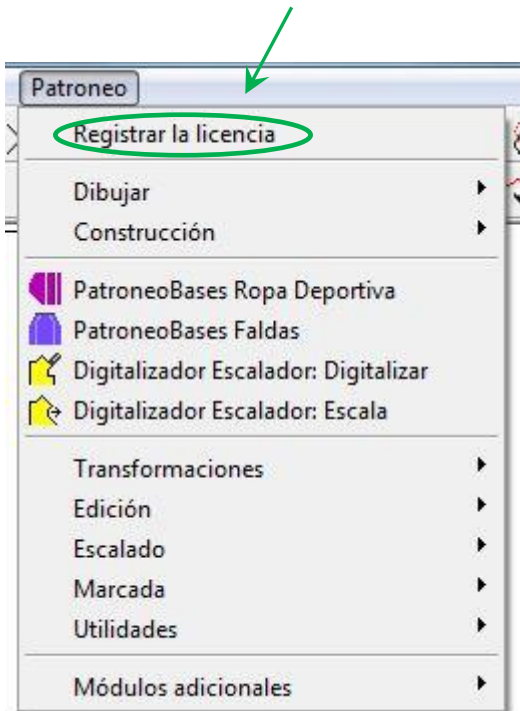 Patroneo
Registrar la licencia
Dibujar
Construcción
PatroneoBases Ropa Deportiva
PatroneoBases Faldas
Digitalizador Escalador: Digitalizar
Digitalizador Escalador: Escala
Transformaciones
Edición
Escalado
Marcada
Utilidades
Módulos adicionales